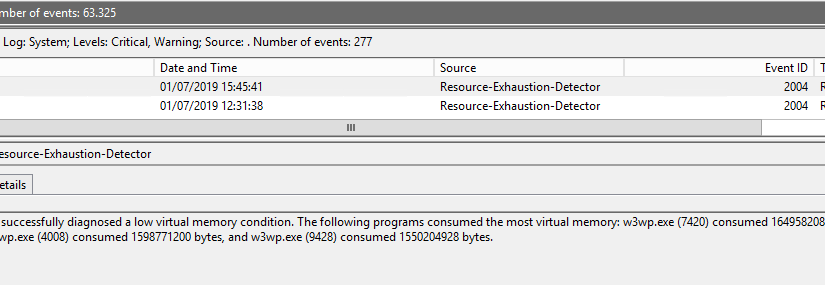 mber of events: 63.325
Log: System; Levels: Critical, Warning; Source: . Number of events: 277
Date and Time Source Event ID T
01/07/2019 15:45:41 Resource-Exhaustion-Detector 2004 R
01/07/2019 12:31:38 Resource-Exhaustion-Detector 2004 R
esource-Exhaustion-Detector
etails
successfully diagnosed a low virtual memory condition. The following programs consumed the most virtual memory: w3wp.exe (7420) consumed 164958208
wp.exe (4008) consumed 1598771200 bytes, and w3wp.exe (9428) consumed 1550204928 bytes.